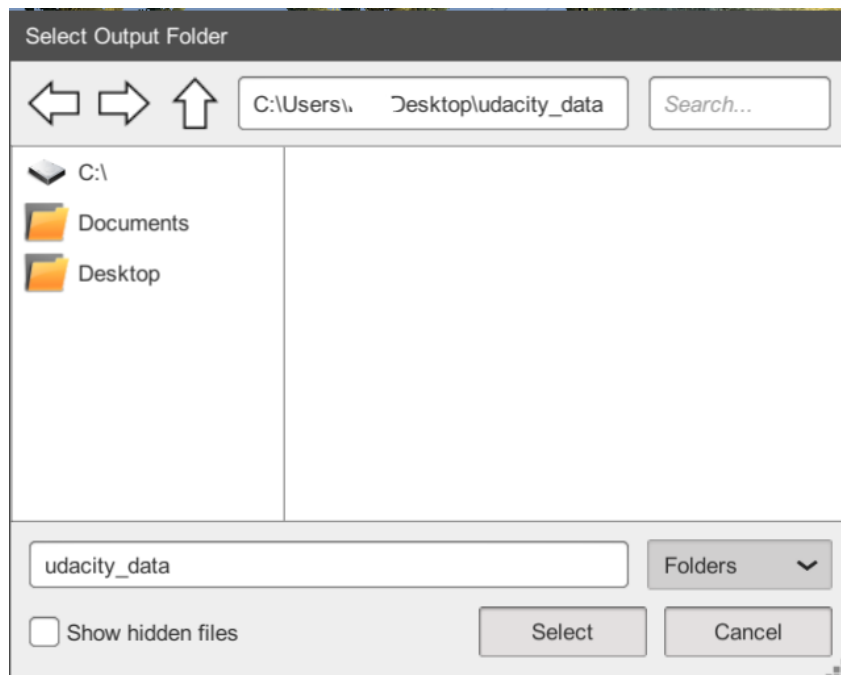 Select Output Folder
C:\Users\ Desktop\udacity_data
Search...
C:\
Documents
Desktop
udacity_data
Folders
Show hidden files
Select
Cancel